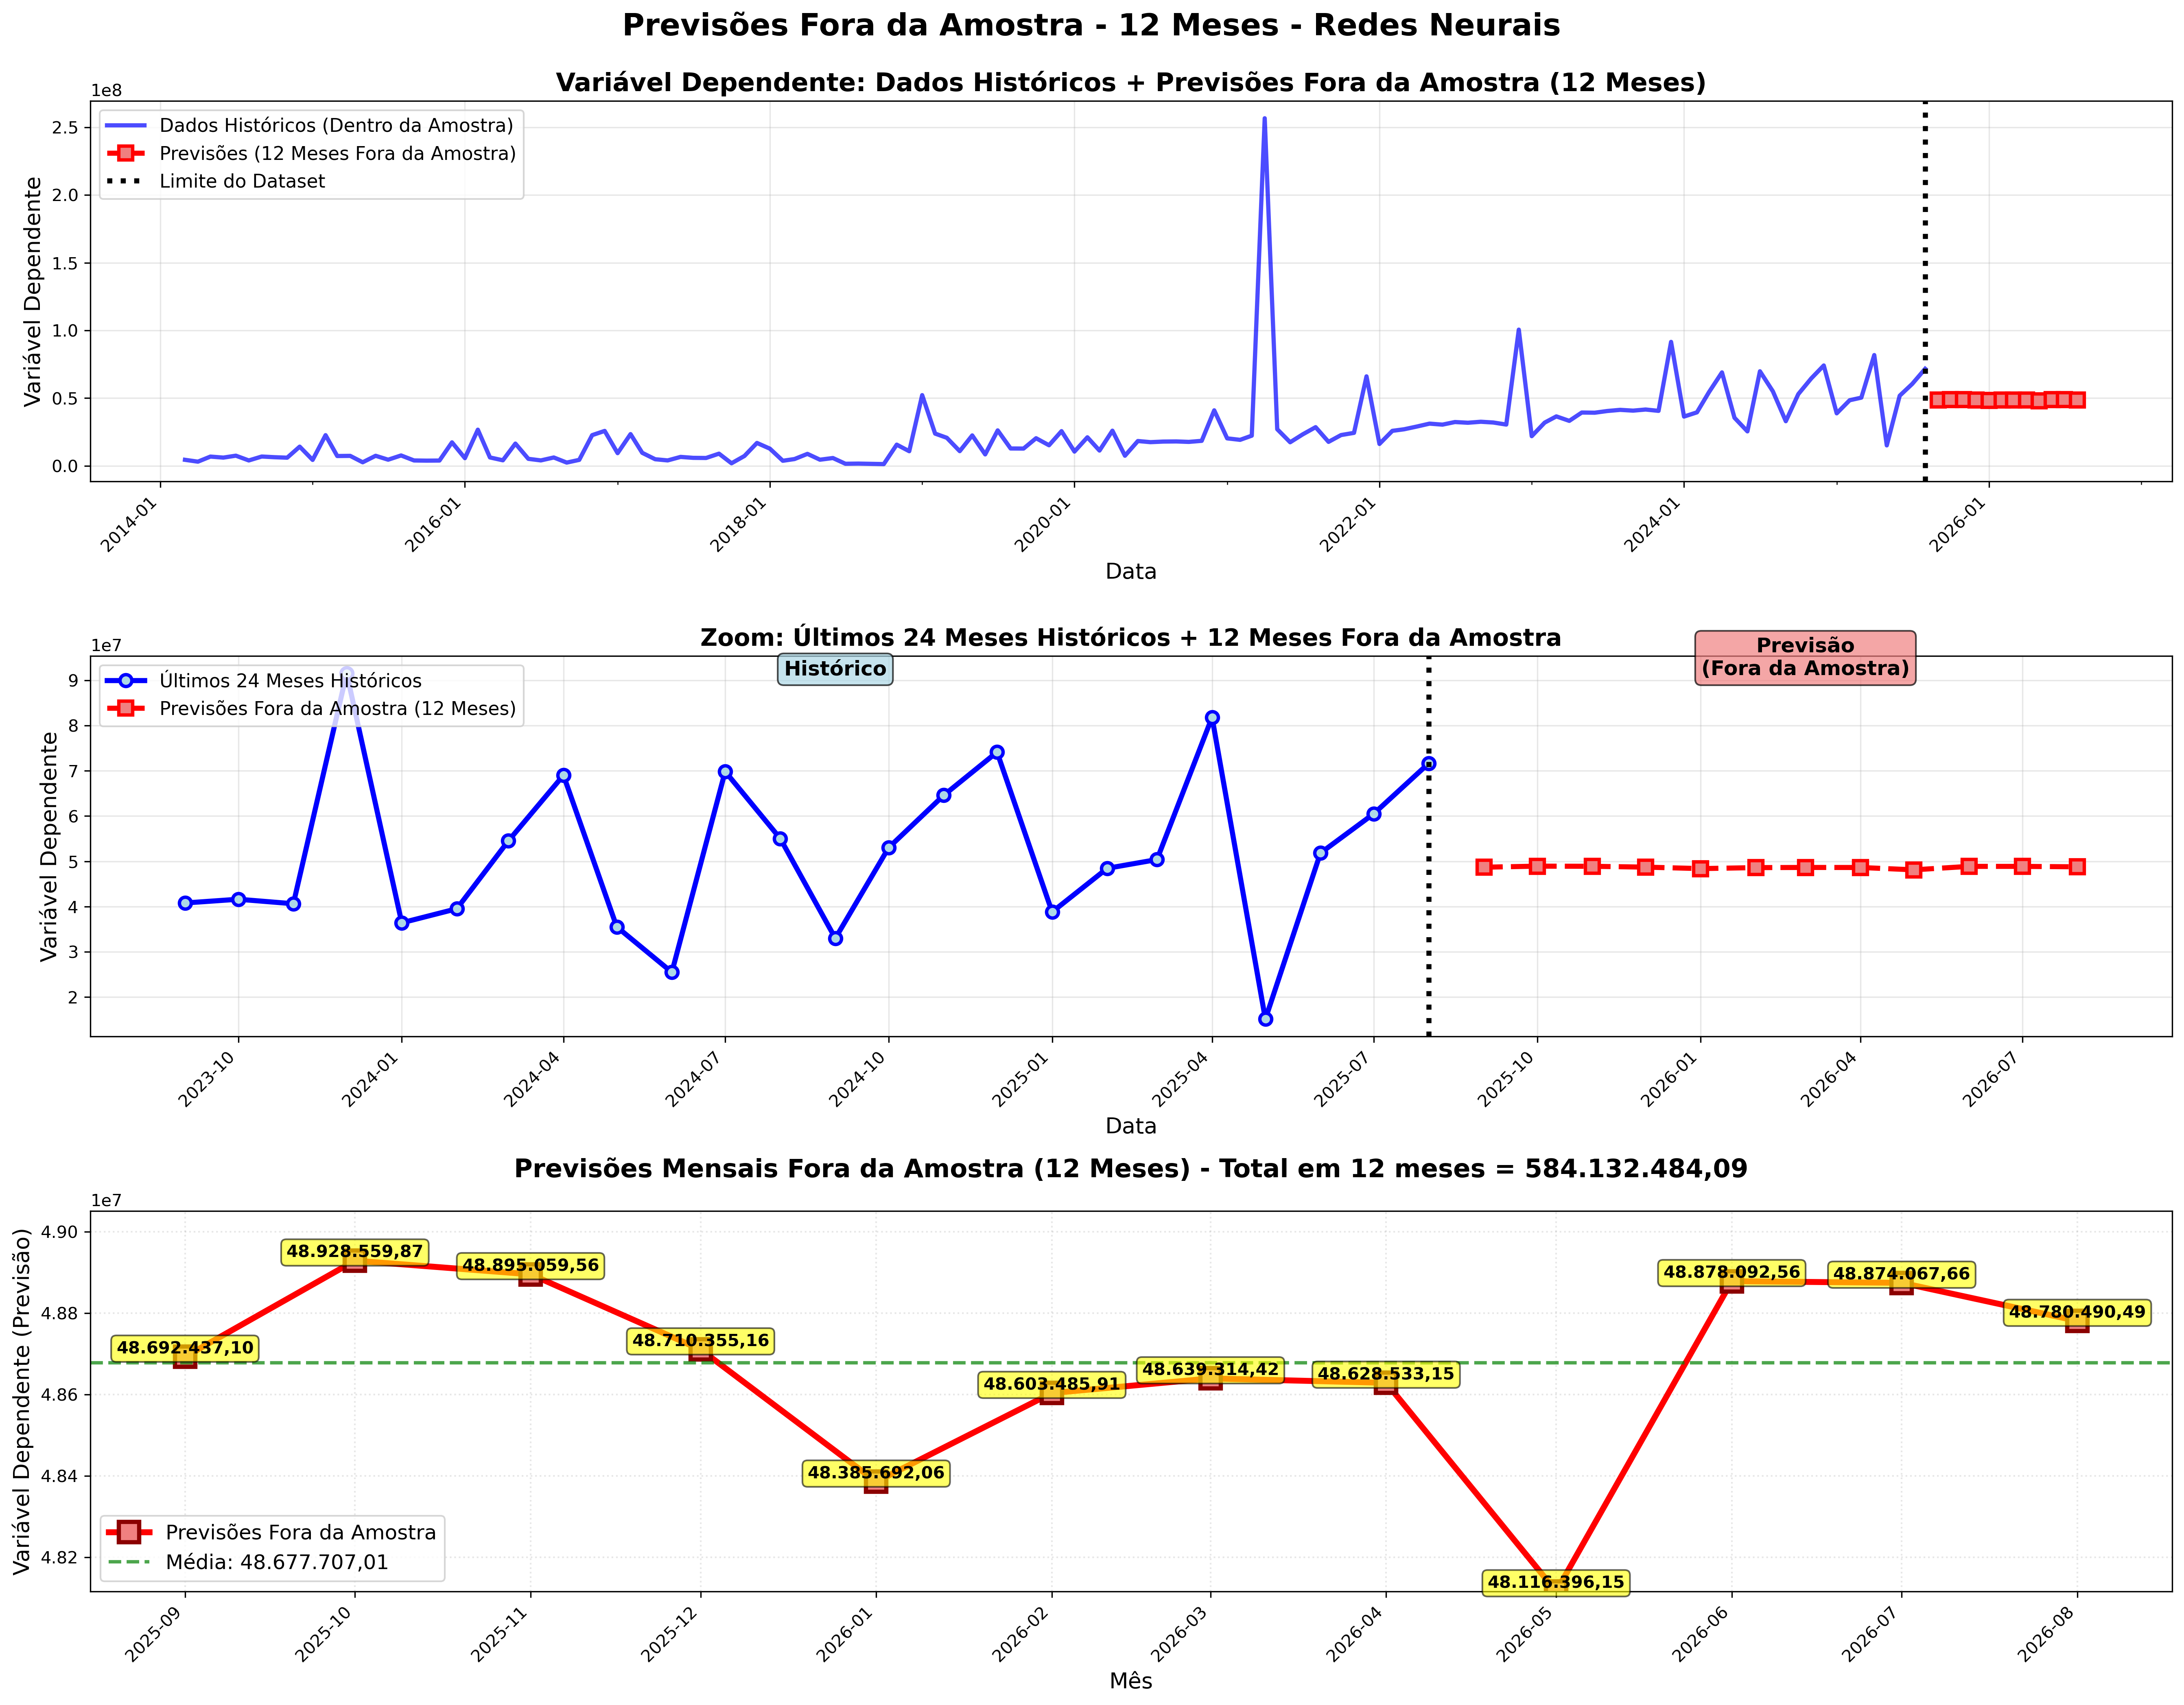 Previsões Fora da Amostra - 12 Meses - Redes Neurais
Variável Dependente: Dados Históricos + Previsões Fora da Amostra (12 Meses)
1e8
Dados Históricos (Dentro da Amostra)
Previsões (12 Meses Fora da Amostra)
Limite do Dataset
Variável Dependente
2.5
2.0
1.5
1.0
0.5
0.0
2014-01
2016-01
2018-01
2020-01
2022-01
2024-01
2026-01
Data
Zoom: Últimos 24 Meses Históricos + 12 Meses Fora da Amostra
1e7
Histórico
Previsão
(Fora da Amostra)
Últimos 24 Meses Históricos
Previsões Fora da Amostra (12 Meses)
Variável Dependente
9
8
7
6
5
4
3
2
2023-10
2024-01
2024-04
2024-07
2024-10
2025-01
2025-04
2025-07
2025-10
2026-01
2026-04
2026-07
Data
Previsões Mensais Fora da Amostra (12 Meses) - Total em 12 meses = 584.132.484,09
1e7
Variável Dependente (Previsão)
4.90
4.88
4.86
4.84
4.82
48.692.437,10
48.928.559,87
48.895.059,56
48.710.355,16
48.385.692,06
48.603.485,91
48.639.314,42
48.628.533,15
48.116.396,15
48.878.092,56
48.874.067,66
48.780.490,49
Previsões Fora da Amostra
Média: 48.677.707,01
2025-09
2025-10
2025-11
2025-12
2026-01
2026-02
2026-03
2026-04
2026-05
2026-06
2026-07
2026-08
Mês